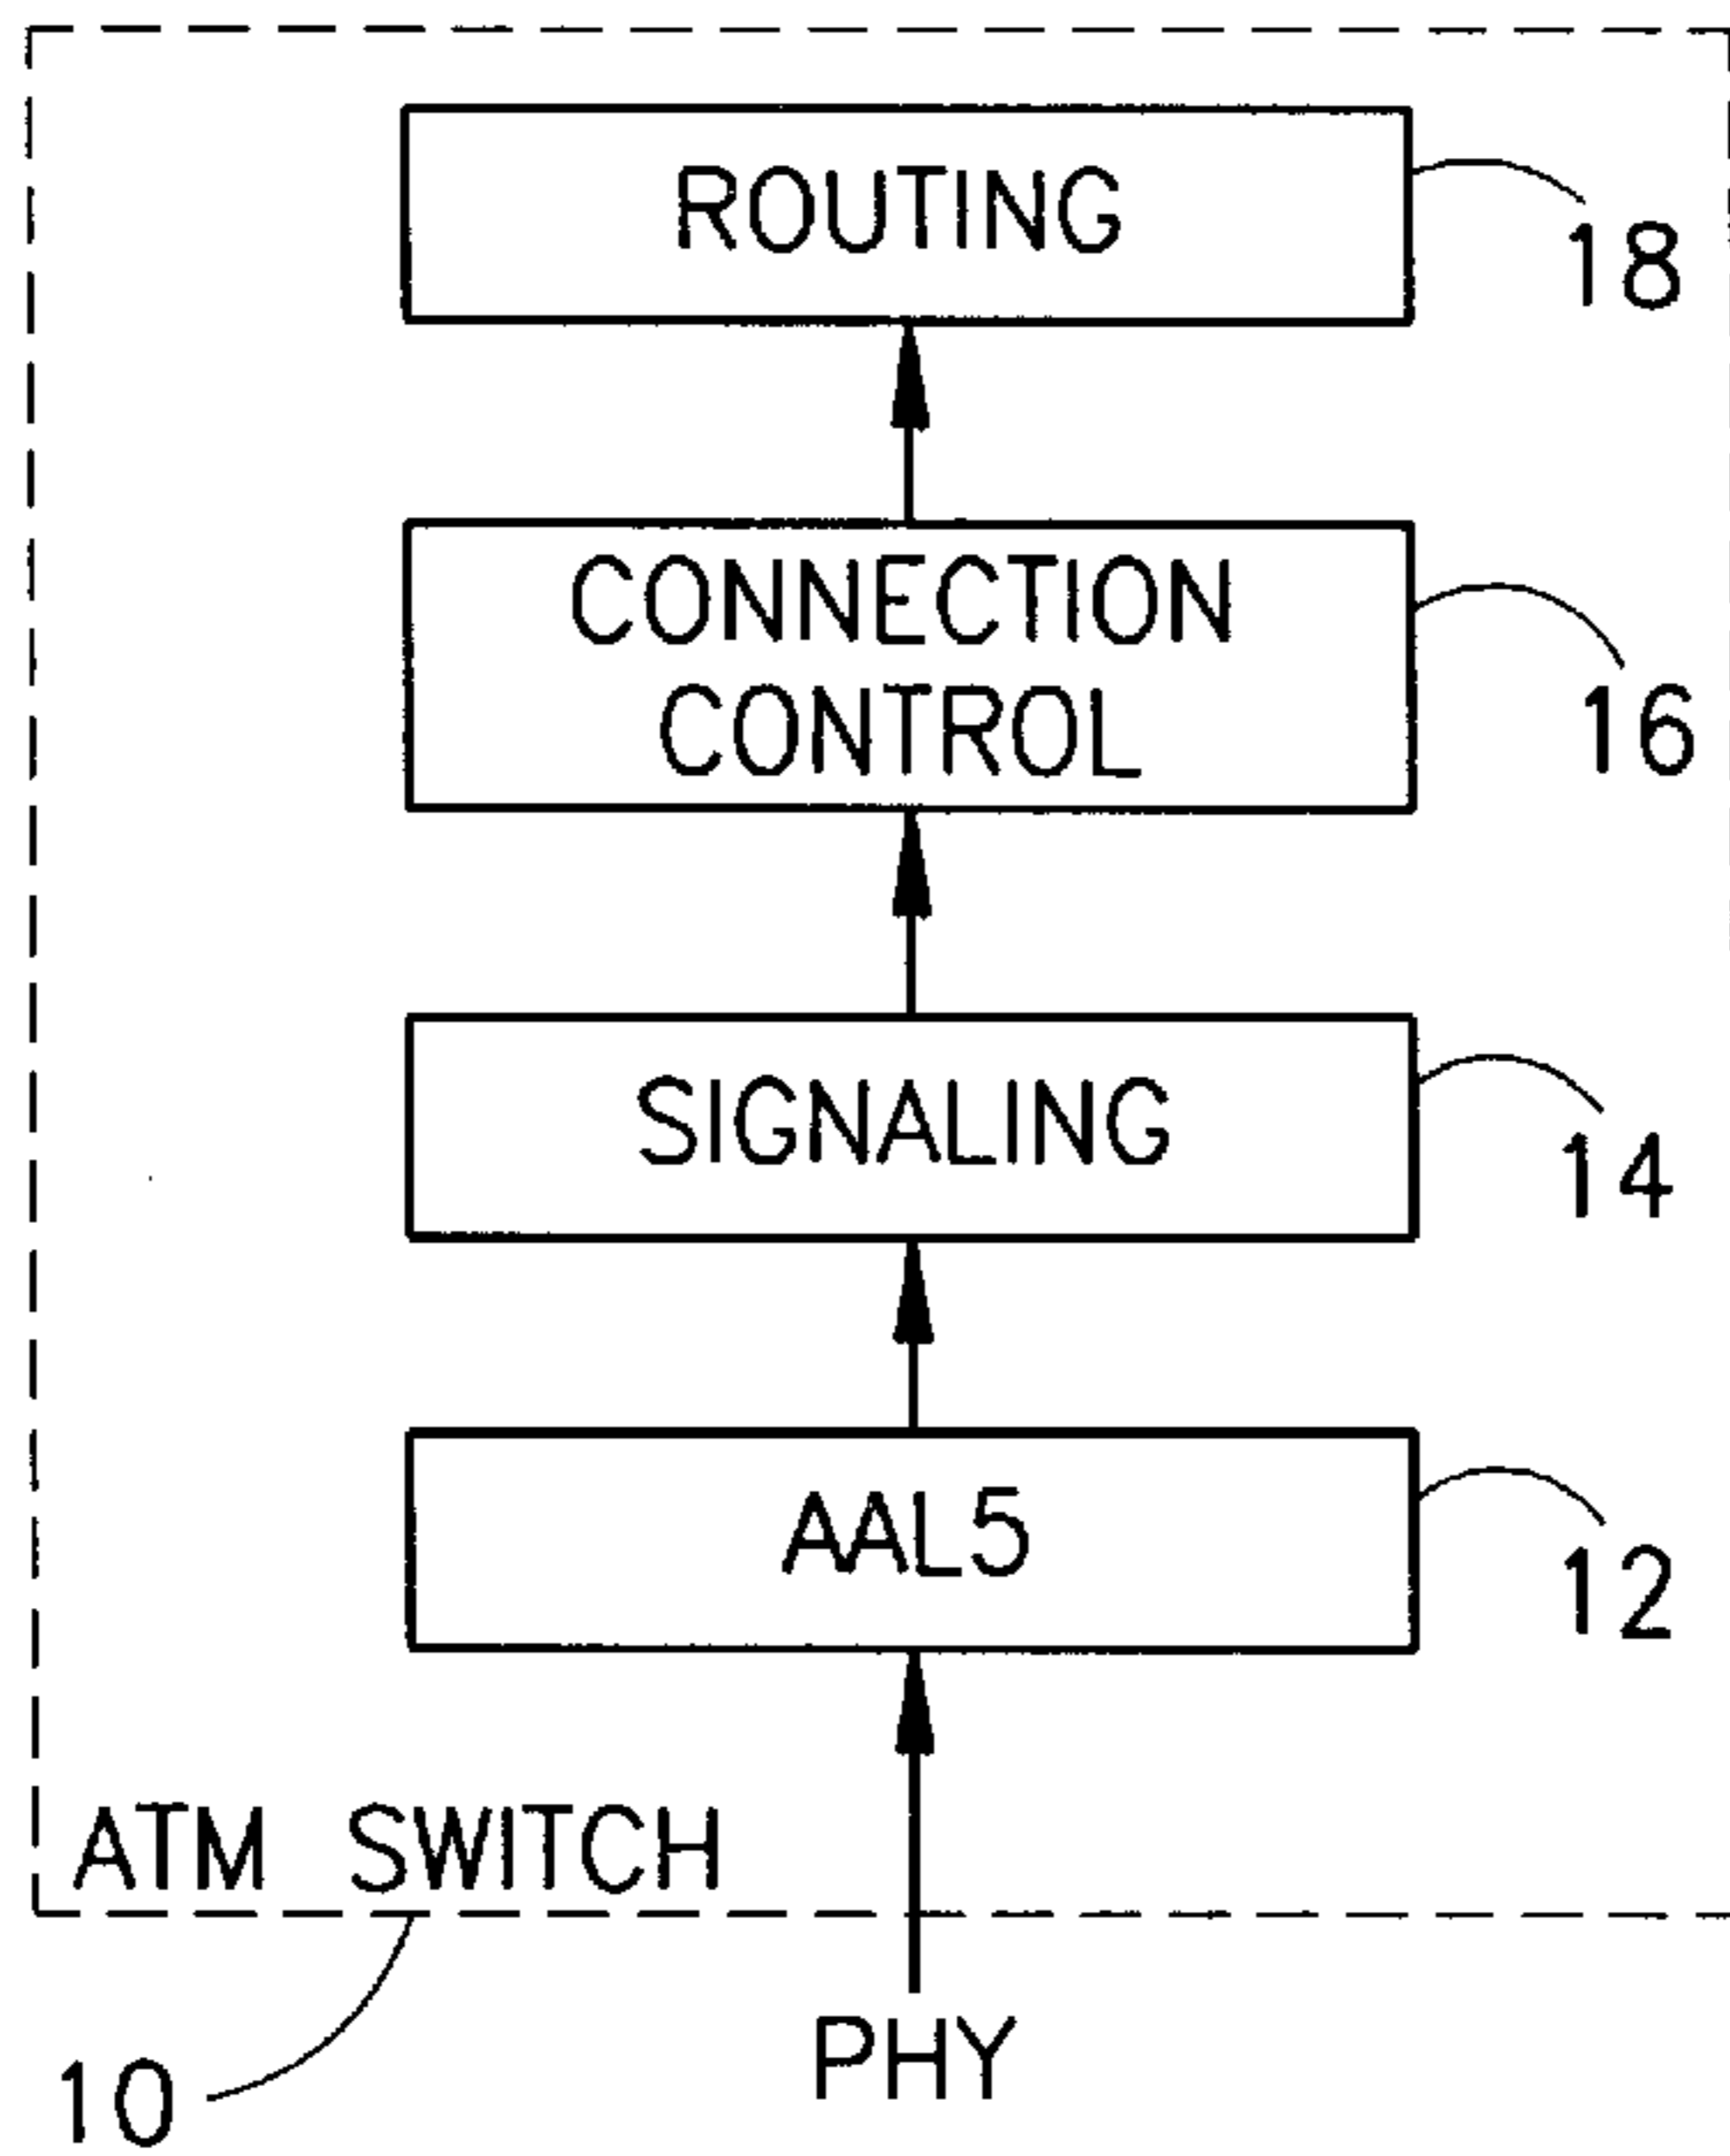 ROUTING
18
CONNECTION
CONTROL
16
SIGNALING
14
AAL5
12
ATM SWITCH
PHY
10